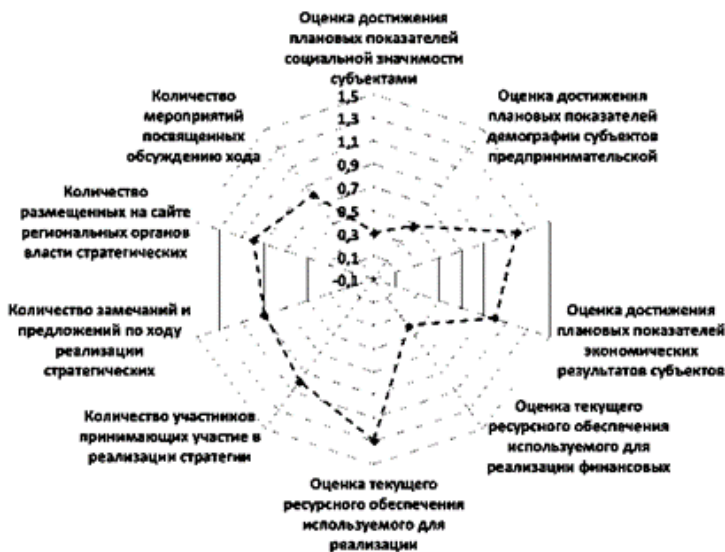 Оценка достижения
плановых показателей
социальной значимости
субъектами
Оценка достижения
плановых показателей
демографии субъектов
предпринимательской
Оценка достижения
плановых показателей
экономических
результатов субъектов
Оценка текущего
ресурсного обеспечения
используемого для
реализации финансовых
Оценка текущего
ресурсного обеспечения
используемого для
реализации
Количество участников
принимающих участие в
реализации стратегии
Количество замечаний и
предложений по ходу
реализации
стратегических
Количество
размещенных на сайте
региональных органов
власти стратегических
Количество
мероприятий
посвященных
обсуждению хода
1,5
1,3
1,1
0,9
0,7
0,5
0,3
0,1
-0,1